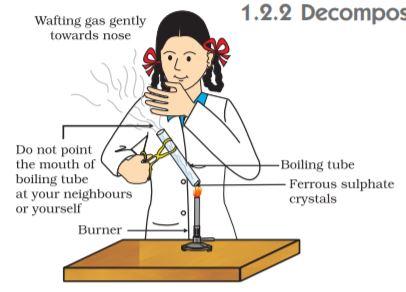 1.2.2 Decompos
Wafting gas gently
towards nose
Do not point
the mouth of
boiling tube
at your neighbours
or yourself
Boiling tube
Ferrous sulphate
crystals
Burner